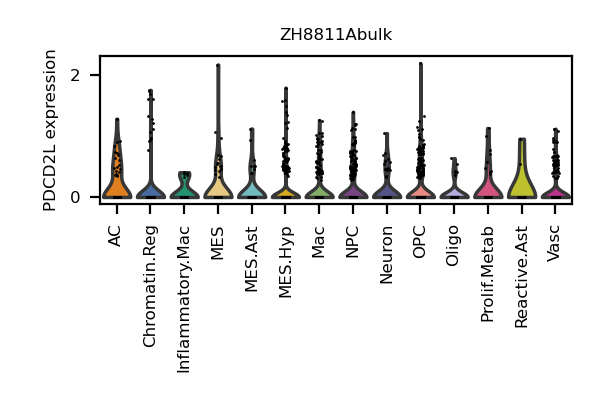 ZH8811Abulk
PDCD2L expression
2
0
AC
Chromatin.Reg
Inflammatory.Mac
MES
MES.Ast
MES.Hyp
Mac
NPC
Neuron
OPC
Oligo
Prolif.Metab
Reactive.Ast
Vasc